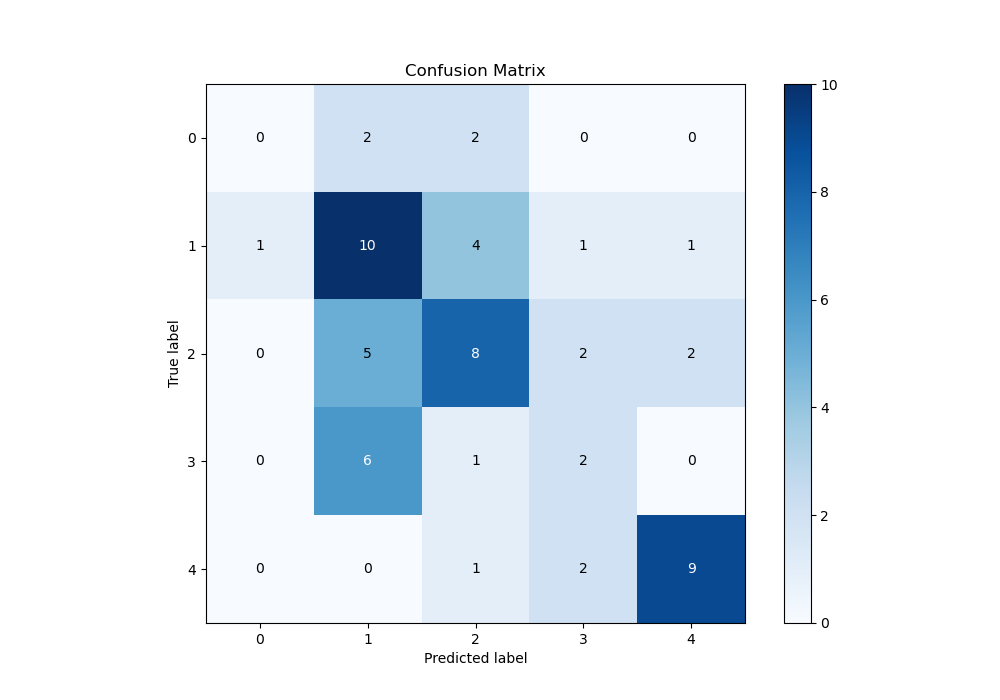 Confusion Matrix
0 0 2 2 0 0
1 1 10 4 1 1
2 0 5 8 2 2
3 0 6 1 2 0
4 0 0 1 2 9
0 1 2 3 4
Predicted label
True label
10
8
6
4
2
0